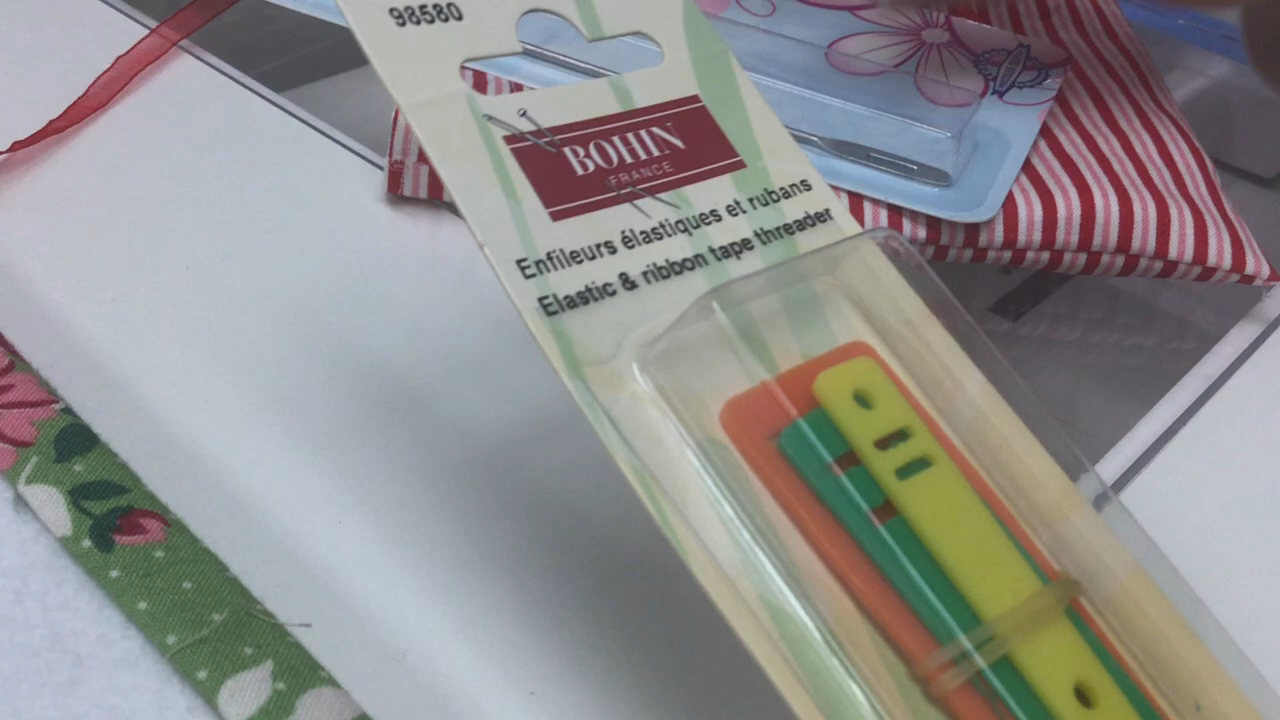 98580
BOHIN
FRANCE
Enfileurs élastiques et rubans
Elastic & ribbon tape threader